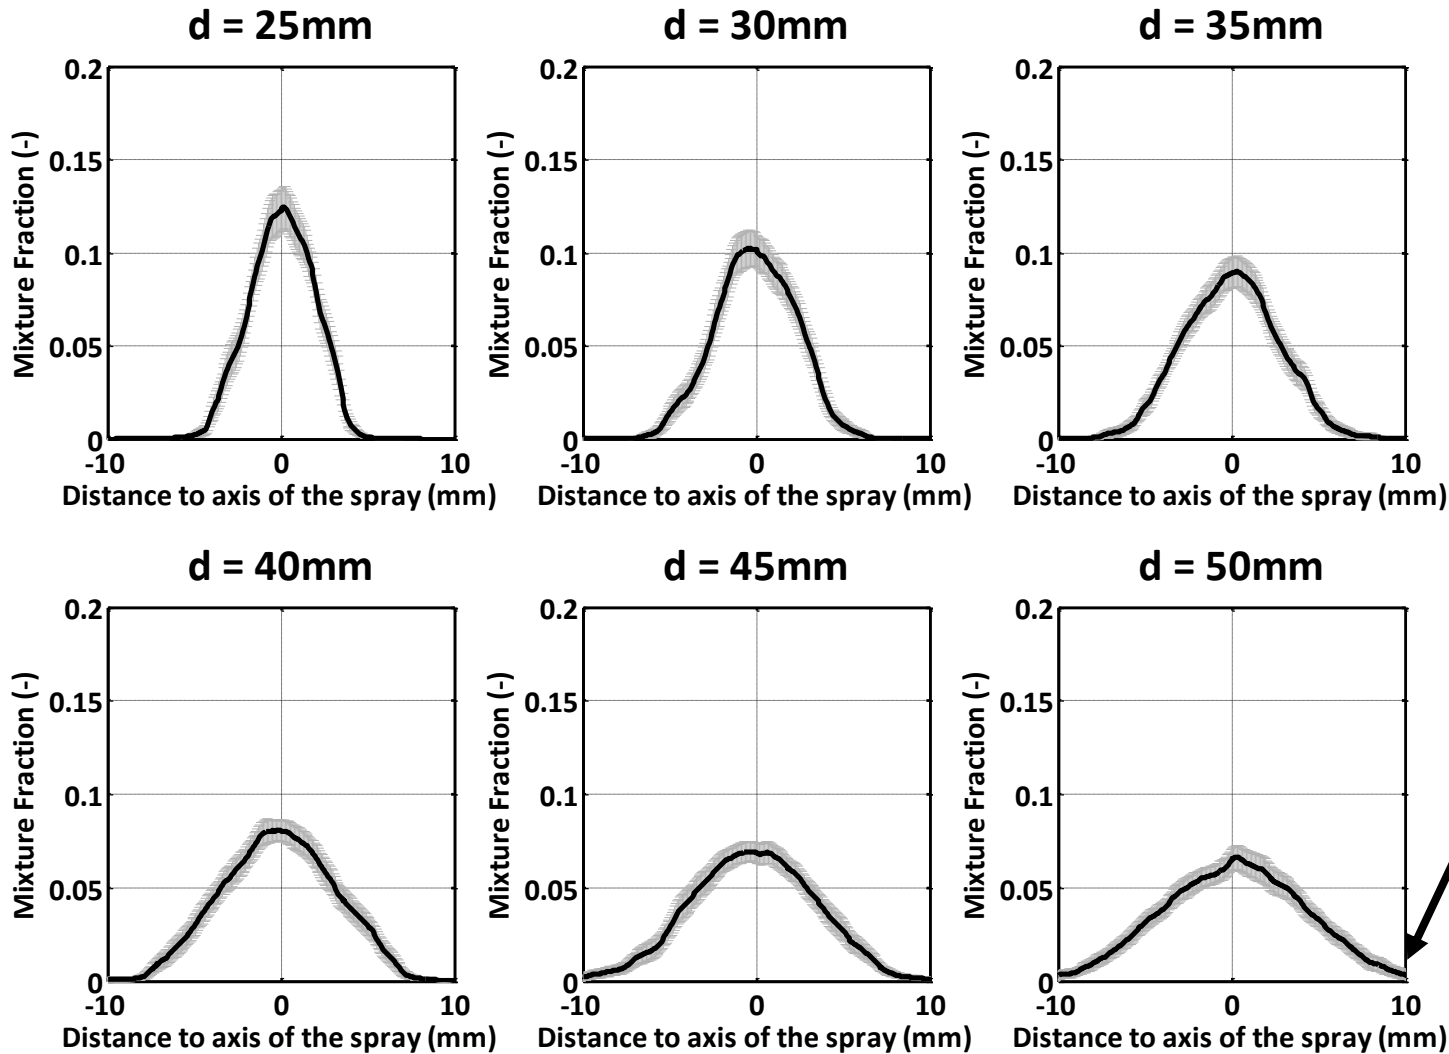 d = 25mm
d = 30mm
d = 35mm
Mixture Fraction (-)
0.2
0.15
0.1
0.05
0
-10
0
10
Distance to axis of the spray (mm)
Mixture Fraction (-)
0.2
0.15
0.1
0.05
0
-10
0
10
Distance to axis of the spray (mm)
Mixture Fraction (-)
0.2
0.15
0.1
0.05
0
-10
0
10
Distance to axis of the spray (mm)
d = 40mm
d = 45mm
d = 50mm
Mixture Fraction (-)
0.2
0.15
0.1
0.05
0
-10
0
10
Distance to axis of the spray (mm)
Mixture Fraction (-)
0.2
0.15
0.1
0.05
0
-10
0
10
Distance to axis of the spray (mm)
Mixture Fraction (-)
0.2
0.15
0.1
0.05
0
-10
0
10
Distance to axis of the spray (mm)